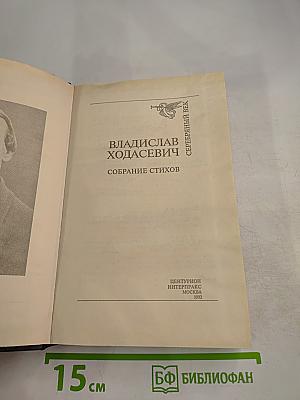 СЕРЕБРЯНЫЙ ВЕК
ВЛАДИСЛАВ
ХОДАСЕВИЧ
СОБРАНИЕ СТИХОВ
ЦЕНТУРИОН
ИНТЕРПРАКС
МОСКВА
1992
15 см
БФ БИБЛИОФАН